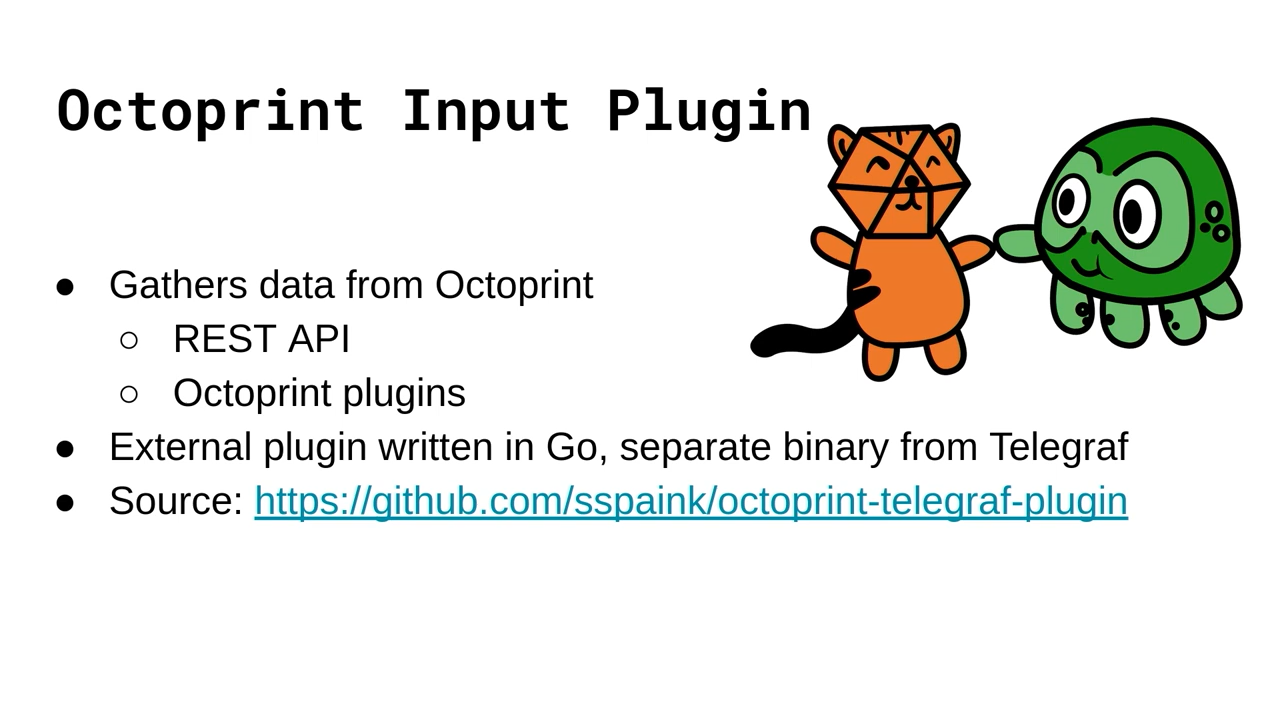 Octoprint Input Plugin
● Gathers data from Octoprint
○ REST API
○ Octoprint plugins
● External plugin written in Go, separate binary from Telegraf
● Source: https://github.com/sspaink/octoprint-telegraf-plugin